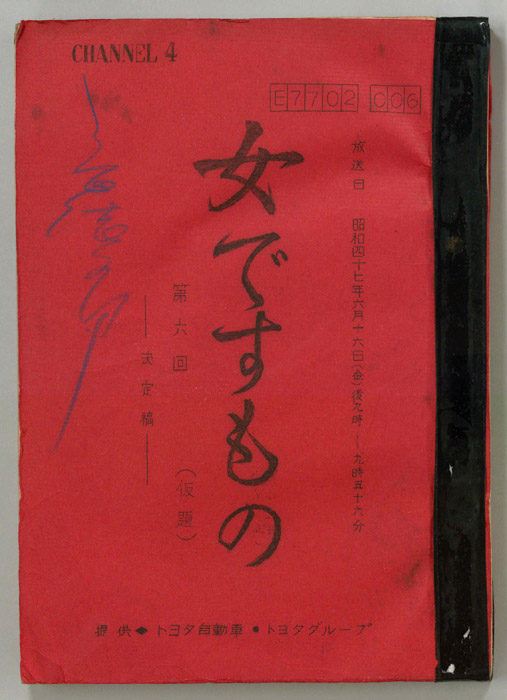 CHANNEL 4
E7702 006
放送日 昭和四十七年六月十六日(金)後九時〜九時五十六分
女ですもの
(仮題)
第六回
――決定稿――
提供◆トヨタ自動車・トヨタグループ